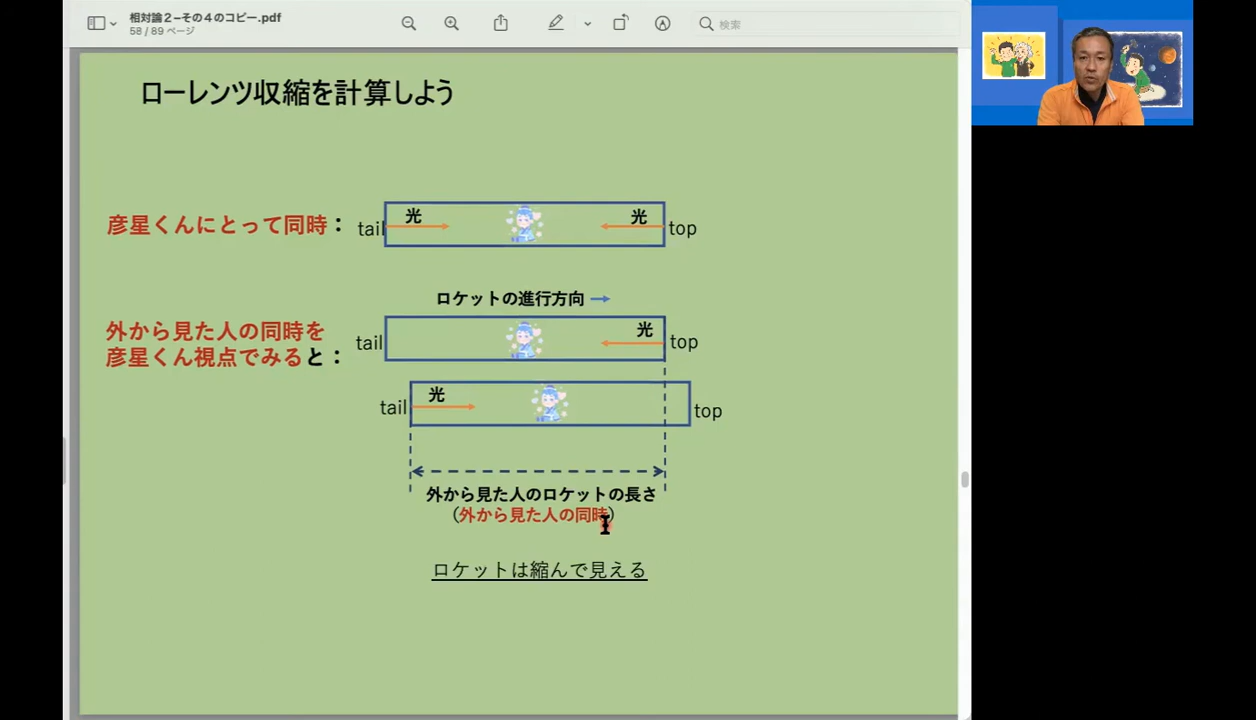 相対論2−その4のコピー.pdf
58 / 89 ページ
検索
ローレンツ収縮を計算しよう
彦星くんにとって同時：
tail
光
光
top
ロケットの進行方向
外から見た人の同時を
彦星くん視点でみると：
tail
光
top
tail
光
top
外から見た人のロケットの長さ
（外から見た人の同時）
ロケットは縮んで見える